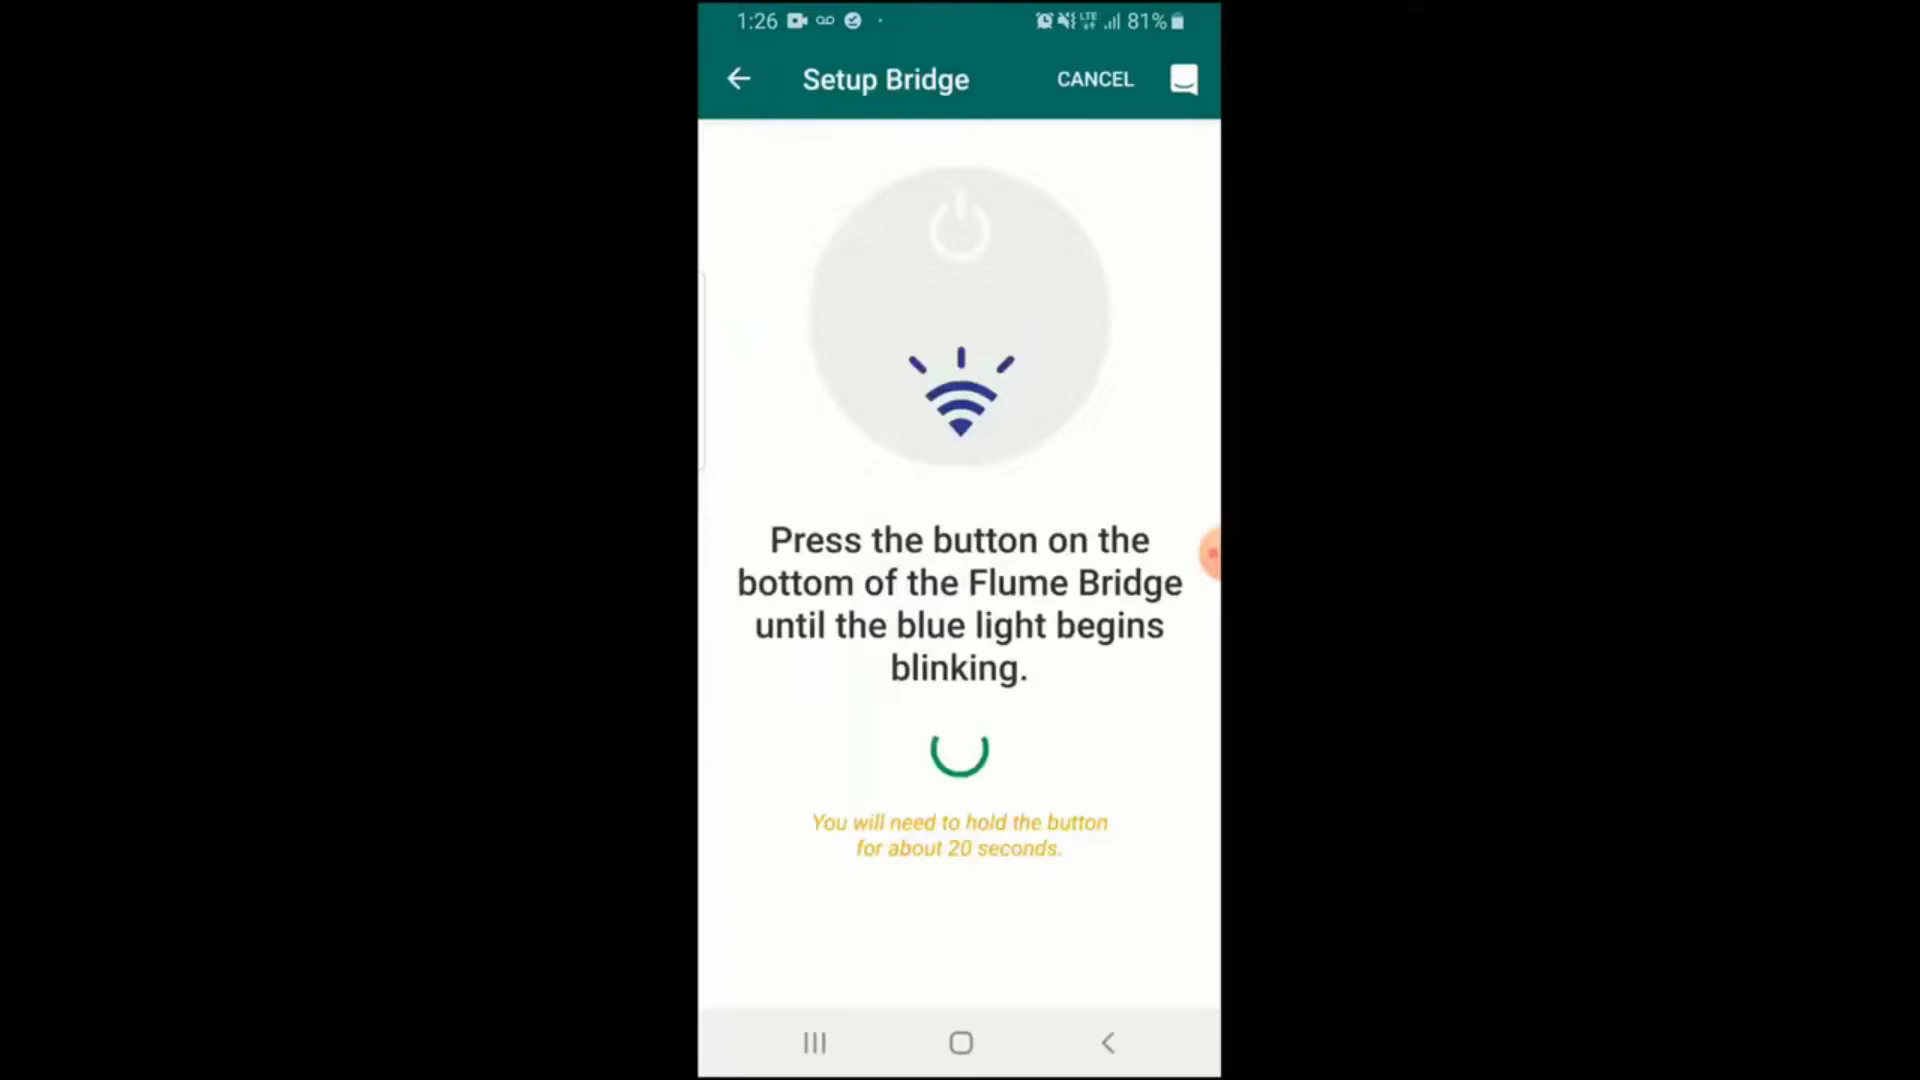 1:26 LTE 81%
Setup Bridge CANCEL
Press the button on the
bottom of the Flume Bridge
until the blue light begins
blinking.
You will need to hold the button
for about 20 seconds.